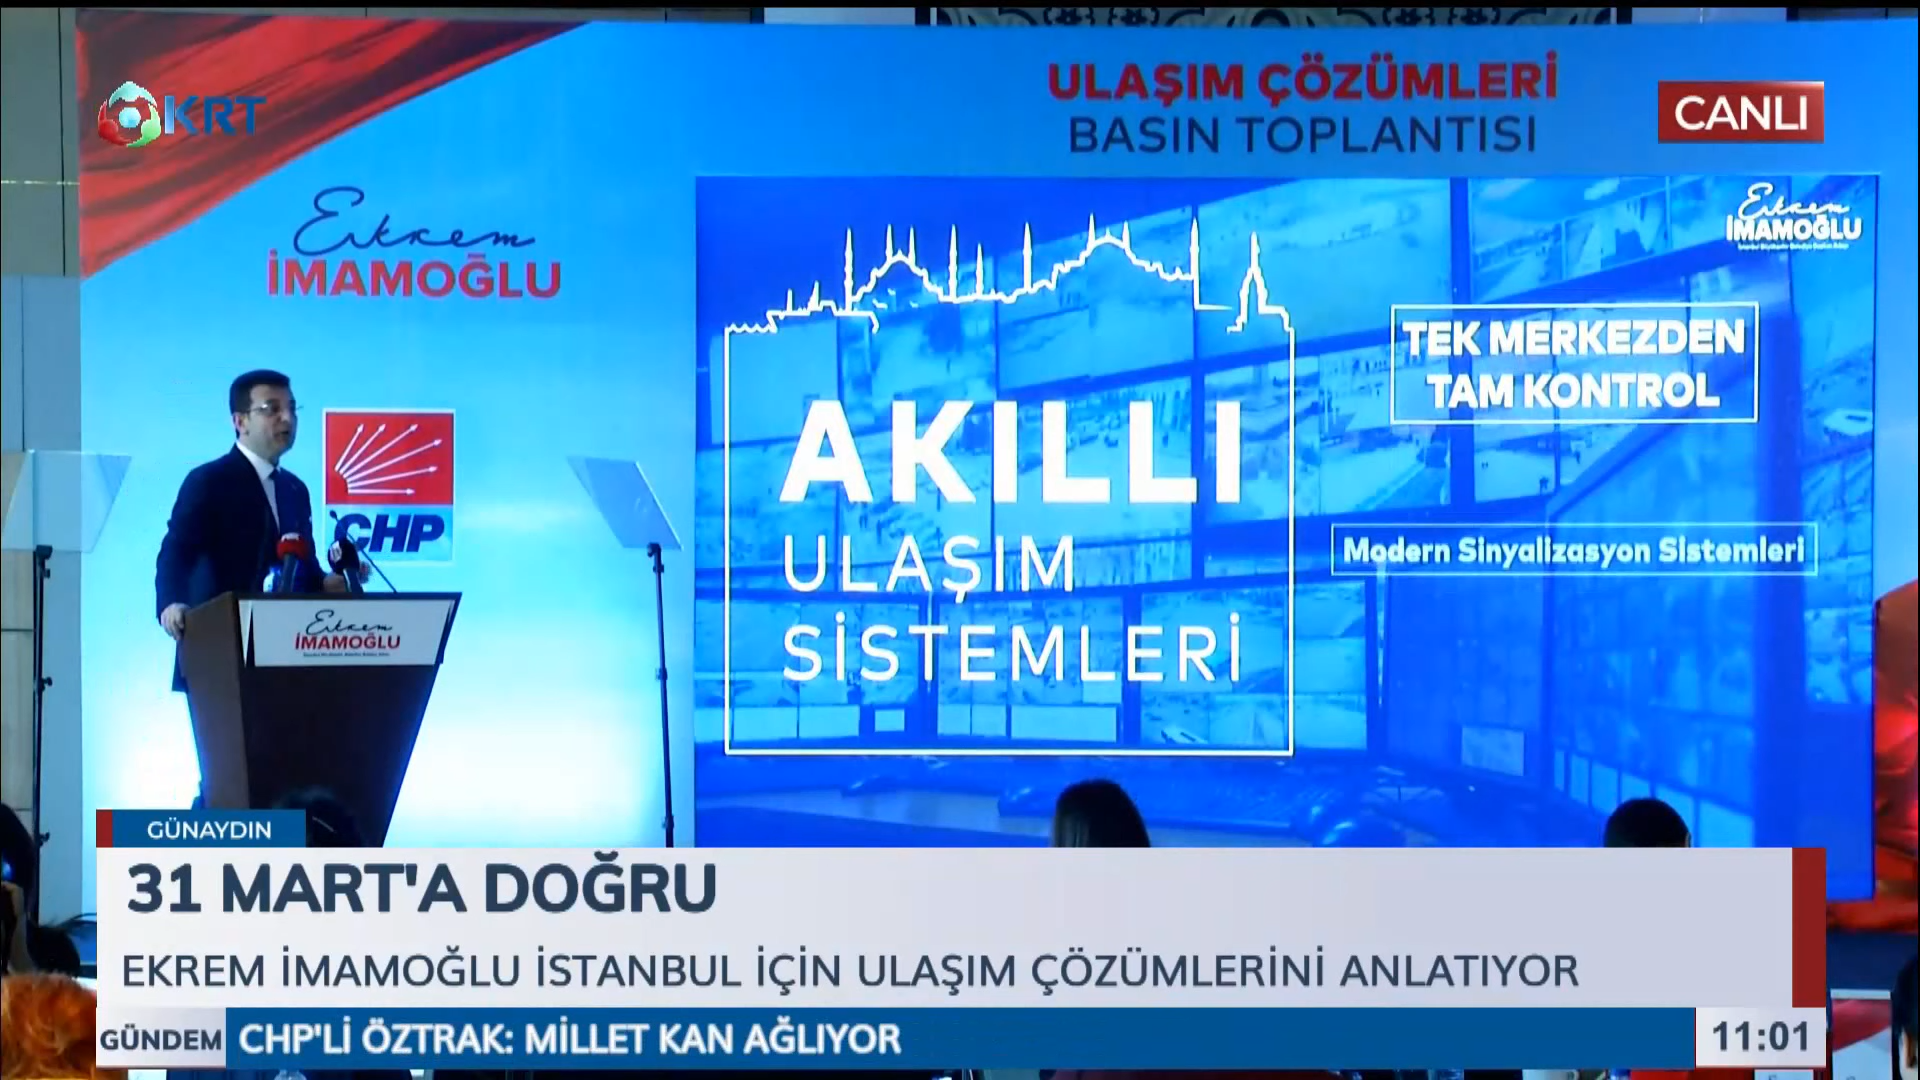 KRT
ULAŞIM ÇÖZÜMLERİ
BASIN TOPLANTISI
CANLI
Ekrem
İMAMOĞLU
Ekrem
İMAMOĞLU
TEK MERKEZDEN
TAM KONTROL
AKILLI
ULAŞIM
SİSTEMLERİ
Modern Sinyalizasyon Sistemleri
CHP
Ekrem
İMAMOĞLU
GÜNAYDIN
31 MART'A DOĞRU
EKREM İMAMOĞLU İSTANBUL İÇİN ULAŞIM ÇÖZÜMLERİNİ ANLATIYOR
GÜNDEM CHP'Lİ ÖZTRAK: MİLLET KAN AĞLIYOR 11:01